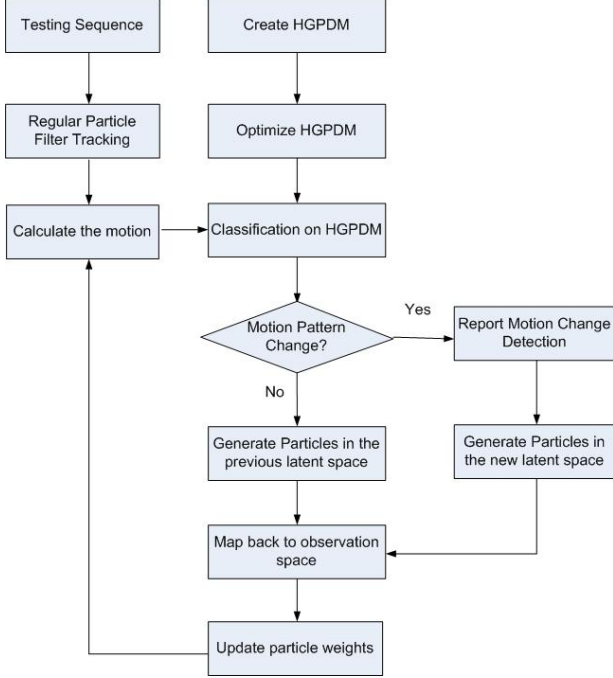 Testing Sequence
Create HGPDM
Regular Particle
Filter Tracking
Optimize HGPDM
Calculate the motion
Classification on HGPDM
Motion Pattern
Change?
Yes
Report Motion Change
Detection
No
Generate Particles in the
previous latent space
Generate Particles in
the new latent space
Map back to observation
space
Update particle weights